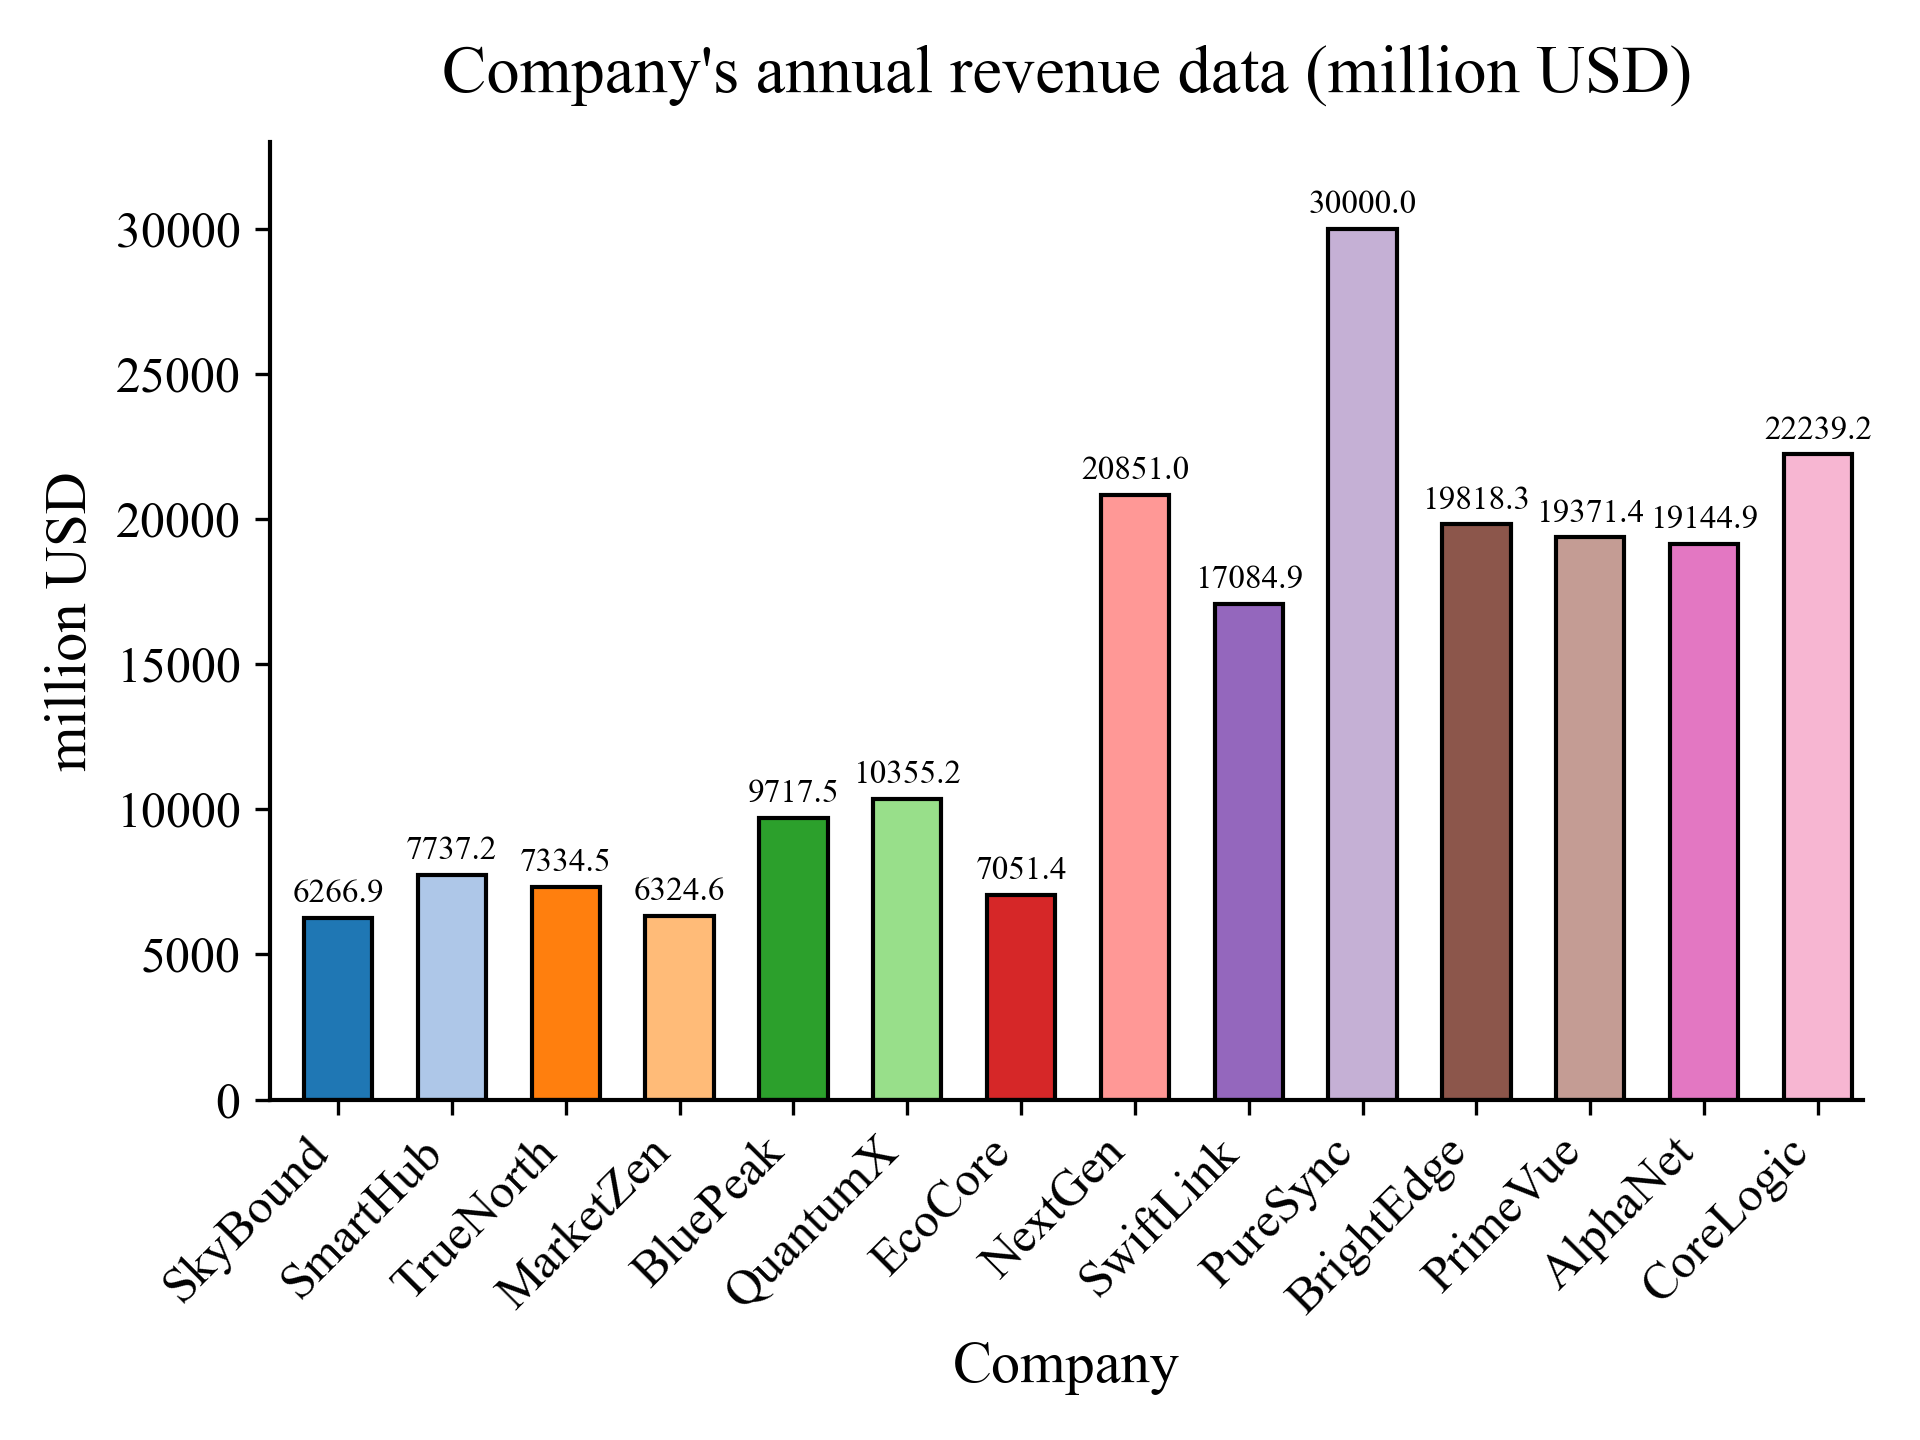 Company's annual revenue data (million USD)
million USD
30000
25000
20000
15000
10000
5000
0
6266.9
7737.2
7334.5
6324.6
9717.5
10355.2
7051.4
20851.0
17084.9
30000.0
19818.3
19371.4
19144.9
22239.2
SkyBound
SmartHub
TrueNorth
MarketZen
BluePeak
QuantumX
EcoCore
NextGen
SwiftLink
PureSync
BrightEdge
PrimeVue
AlphaNet
CoreLogic
Company